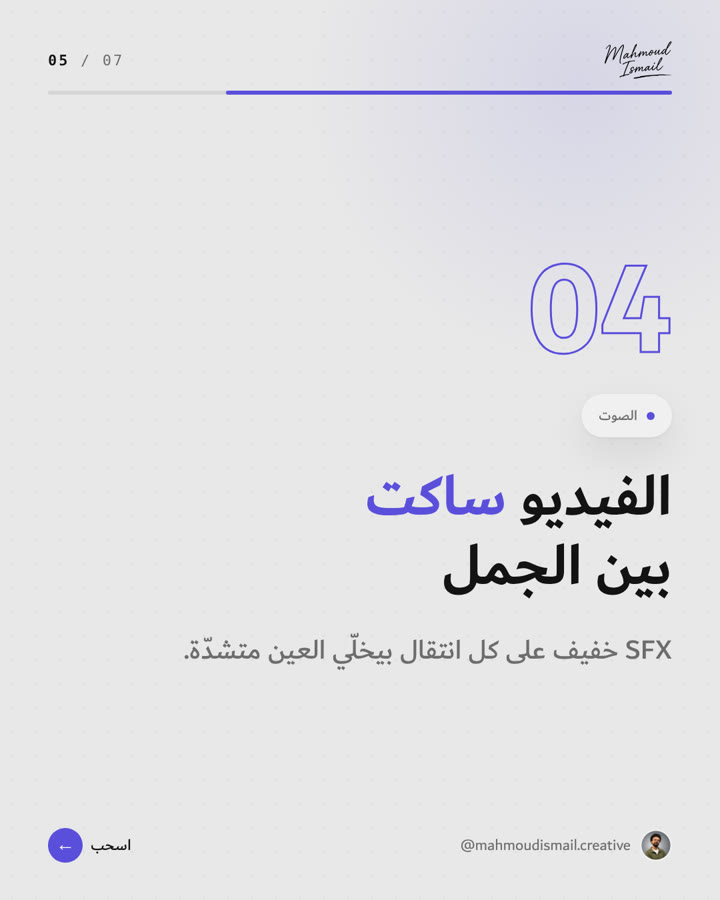 05 / 07
Mahmoud
Ismail
04
الصوت
الفيديو ساكت
بين الجمل
SFX خفيف على كل انتقال بيخلّي العين متشدّة.
@mahmoudismail.creative
اسحب ←